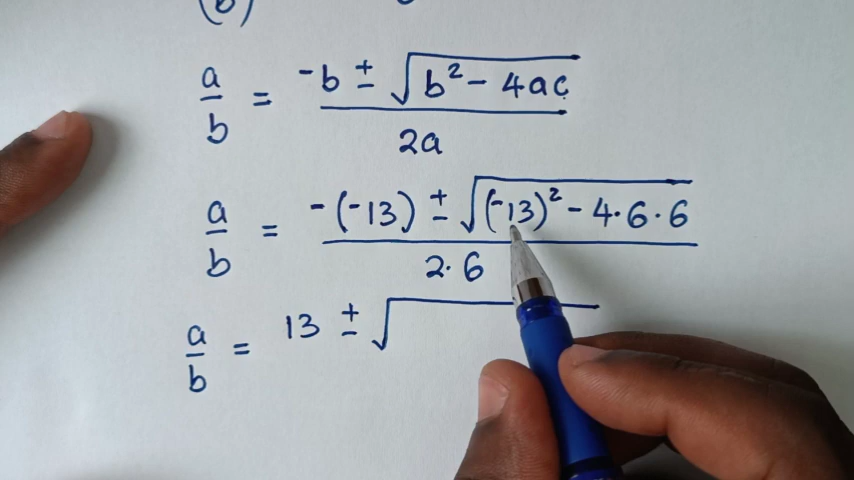 (b)
a/b = -b ± √(b² - 4ac) / 2a
a/b = -(-13) ± √((-13)² - 4·6·6) / 2·6
a/b = 13 ± √